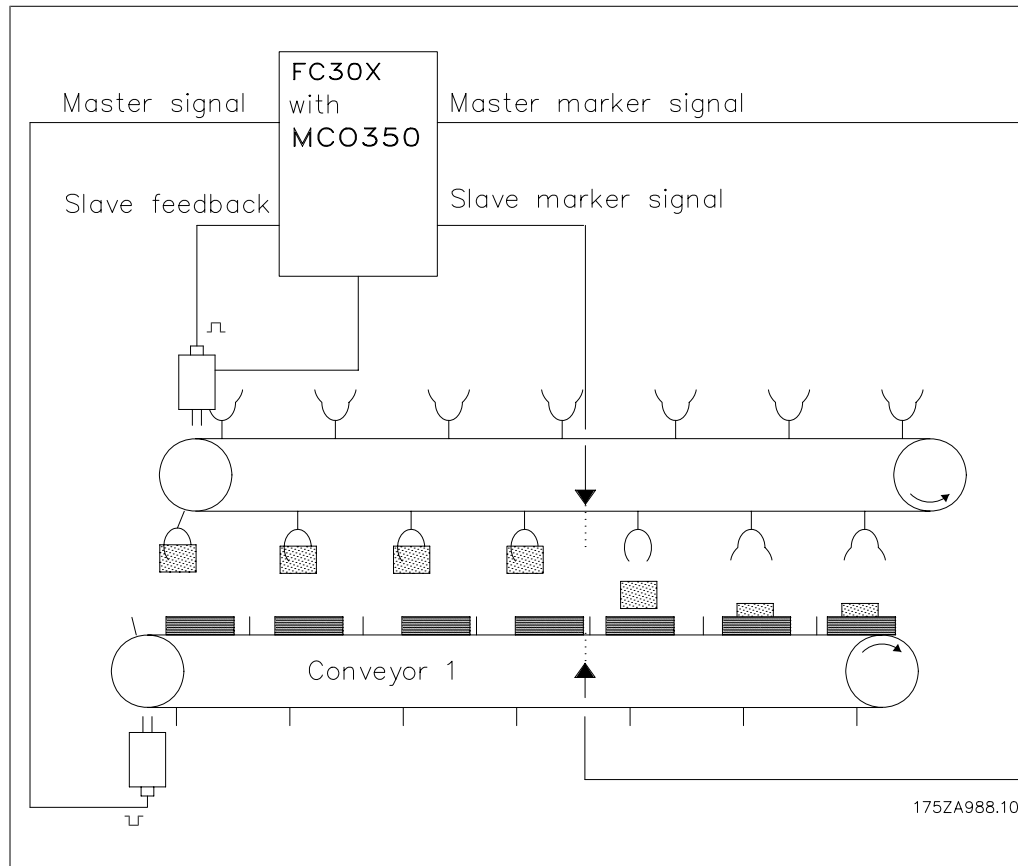 FC30X
with
MCO350
Master signal
Master marker signal
Slave feedback
Slave marker signal
Conveyor 1
175ZA988.10